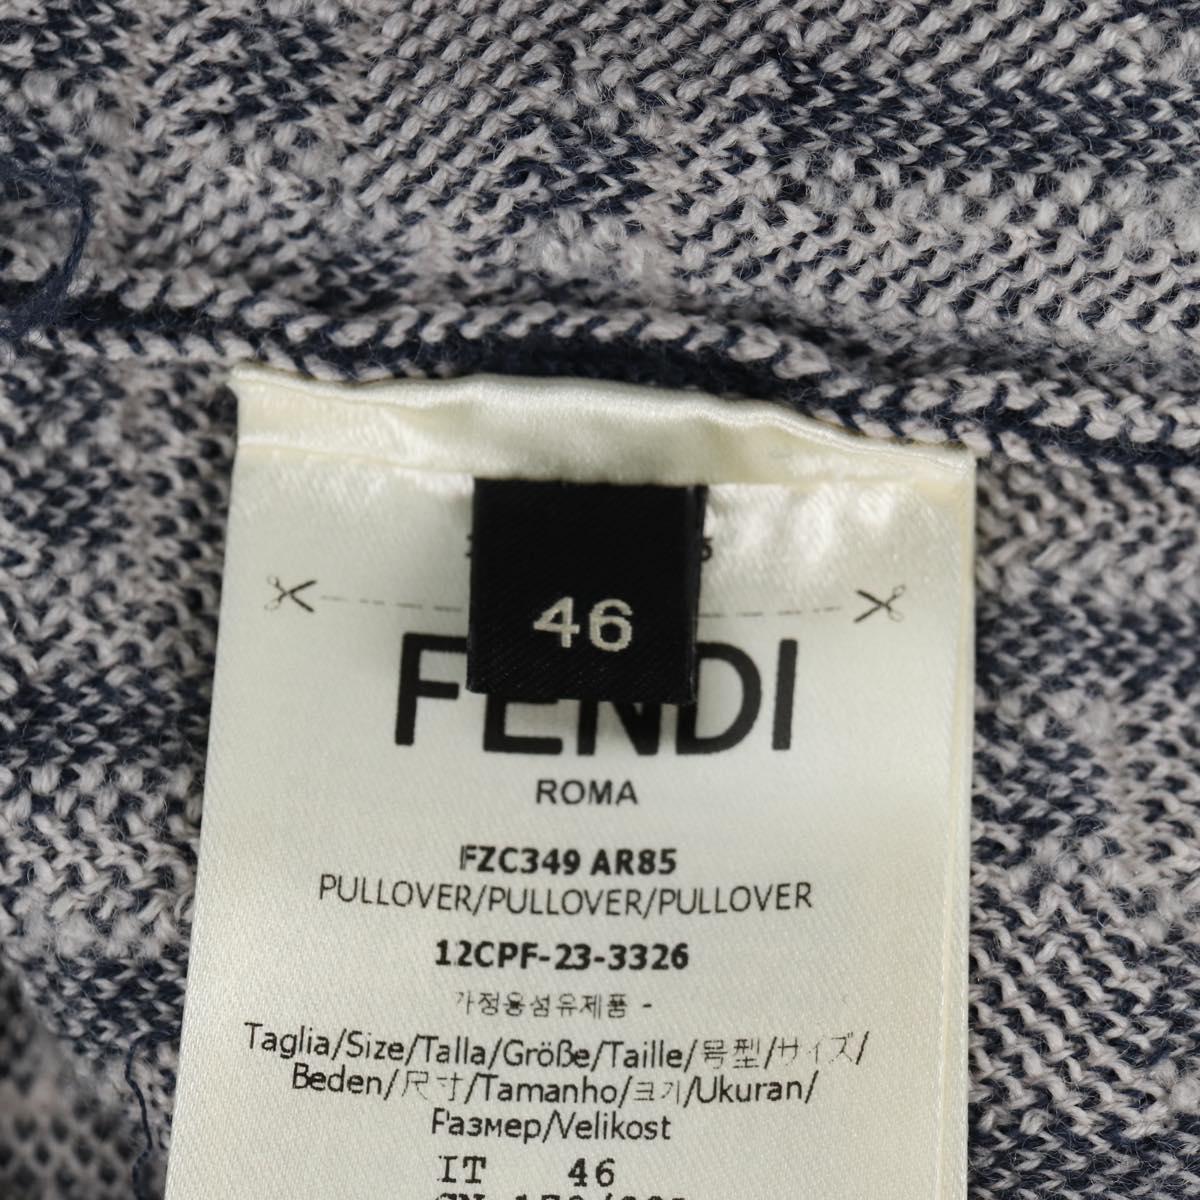 46
FENDI
ROMA
FZC349 AR85
PULLOVER/PULLOVER/PULLOVER
12CPF-23-3326
가정용섬유제품 -
Taglia/Size/Talla/Größe/Taille/号型/サイズ/
Beden/尺寸/Tamanho/크기/Ukuran/
Размер/Velikost
IT 46